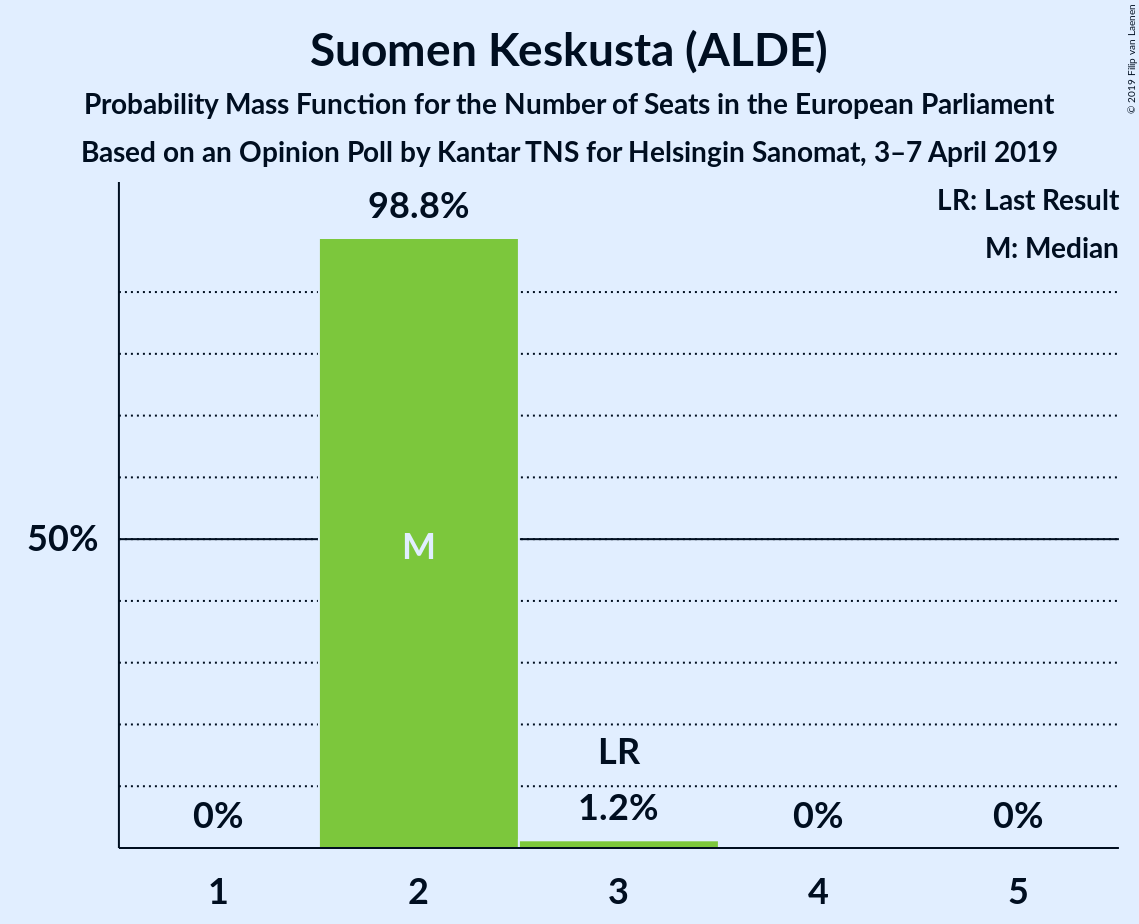 Suomen Keskusta (ALDE)
Probability Mass Function for the Number of Seats in the European Parliament
Based on an Opinion Poll by Kantar TNS for Helsingin Sanomat, 3–7 April 2019
© 2019 Filip van Laenen
LR: Last Result
M: Median
98.8%
50%
M
LR
0%
1.2%
0%
0%
1
2
3
4
5